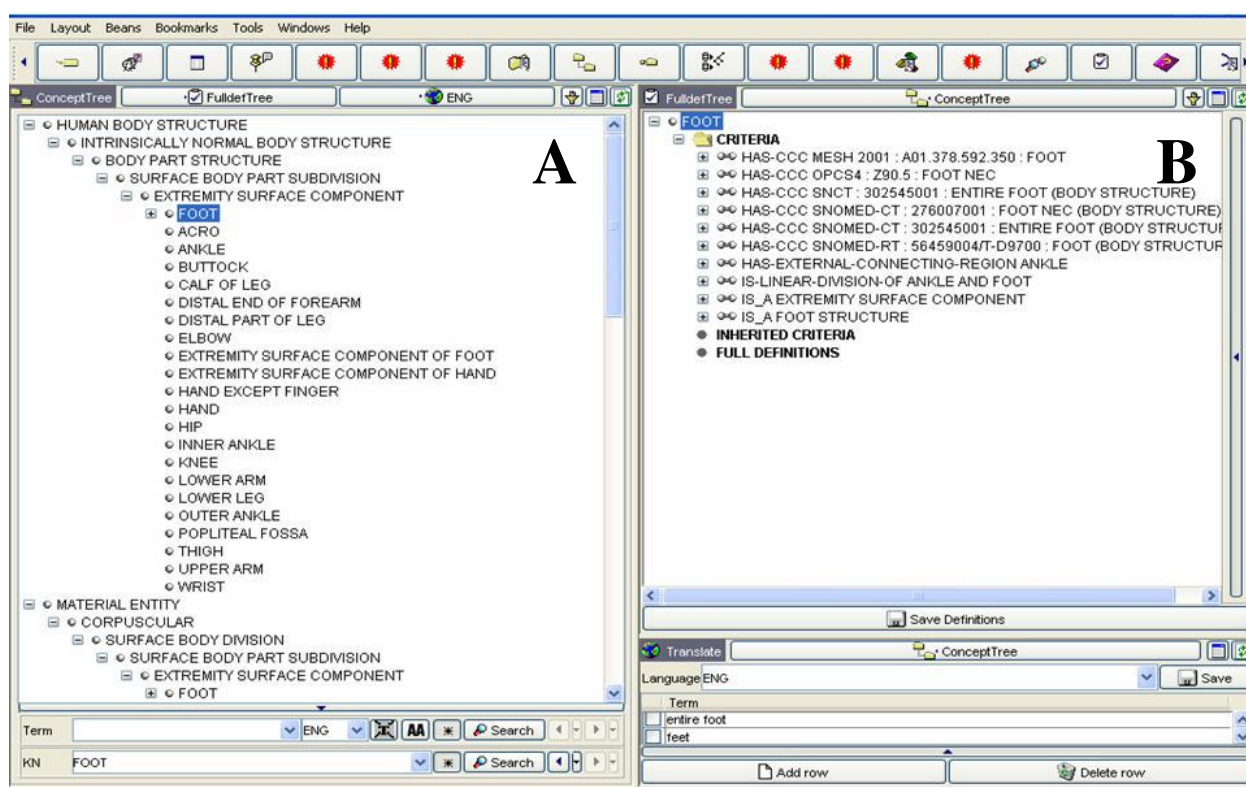 File Layout Beans Bookmarks Tools Windows Help
ConceptTree FulldefTree ENG
HUMAN BODY STRUCTURE
INTRINSICALLY NORMAL BODY STRUCTURE
BODY PART STRUCTURE
SURFACE BODY PART SUBDIVISION
EXTREMITY SURFACE COMPONENT
FOOT
ACRO
ANKLE
BUTTOCK
CALF OF LEG
DISTAL END OF FOREARM
DISTAL PART OF LEG
ELBOW
EXTREMITY SURFACE COMPONENT OF FOOT
EXTREMITY SURFACE COMPONENT OF HAND
HAND EXCEPT FINGER
HAND
HIP
INNER ANKLE
KNEE
LOWER ARM
LOWER LEG
OUTER ANKLE
POPLITEAL FOSSA
THIGH
UPPER ARM
WRIST
MATERIAL ENTITY
CORPUSCULAR
SURFACE BODY DIVISION
SURFACE BODY PART SUBDIVISION
EXTREMITY SURFACE COMPONENT
FOOT
A
Term ENG AA Search
KN FOOT Search
FulldefTree ConceptTree
FOOT
CRITERIA
HAS-CCC MESH 2001 : A01.378.592.350 : FOOT
HAS-CCC OPCS4 : Z90.5 : FOOT NEC
HAS-CCC SNCT : 302545001 : ENTIRE FOOT (BODY STRUCTURE)
HAS-CCC SNOMED-CT : 276007001 : FOOT NEC (BODY STRUCTURE)
HAS-CCC SNOMED-CT : 302545001 : ENTIRE FOOT (BODY STRUCTU
HAS-CCC SNOMED-RT : 56459004/T-D9700 : FOOT (BODY STRUCTUR
HAS-EXTERNAL-CONNECTING-REGION ANKLE
IS-LINEAR-DIVISION-OF ANKLE AND FOOT
IS_A EXTREMITY SURFACE COMPONENT
IS_A FOOT STRUCTURE
INHERITED CRITERIA
FULL DEFINITIONS
B
Save Definitions
Translate ConceptTree
Language ENG Save
Term
entire foot
feet
Add row Delete row